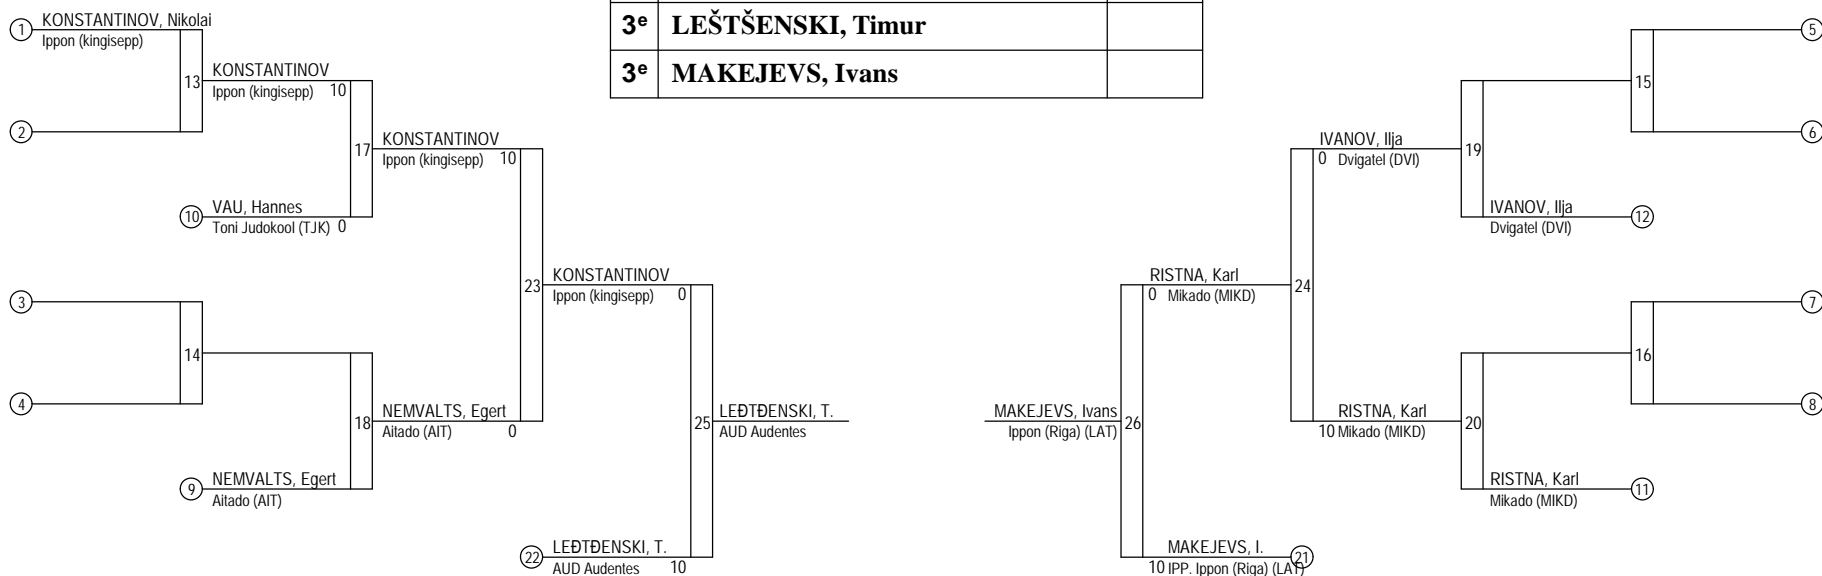 3e LEŠTŠENSKI, Timur
3e MAKEJEVS, Ivans
1 KONSTANTINOV, Nikolai
Ippon (kingisepp)
13 KONSTANTINOV
Ippon (kingisepp) 10
2
17 KONSTANTINOV
Ippon (kingisepp) 10
10 VAU, Hannes
Toni Judokool (TJK) 0
23 KONSTANTINOV
Ippon (kingisepp) 0
3
14
4
18 NEMVALTS, Egert
Aitado (AIT) 0
9 NEMVALTS, Egert
Aitado (AIT)
25 LEÐTÐENSKI, T.
AUD Audentes
22 LEÐTÐENSKI, T.
AUD Audentes 10
5
15
6
IVANOV, Ilja 19
0 Dvigatel (DVI)
IVANOV, Ilja 12
Dvigatel (DVI)
RISTNA, Karl 24
0 Mikado (MIKD)
7
16
8
MAKEJEVS, Ivans 26
Ippon (Riga) (LAT)
RISTNA, Karl 20
10 Mikado (MIKD)
RISTNA, Karl 11
Mikado (MIKD)
MAKEJEVS, I. 21
10 IPP. Ippon (Riga) (LAT)